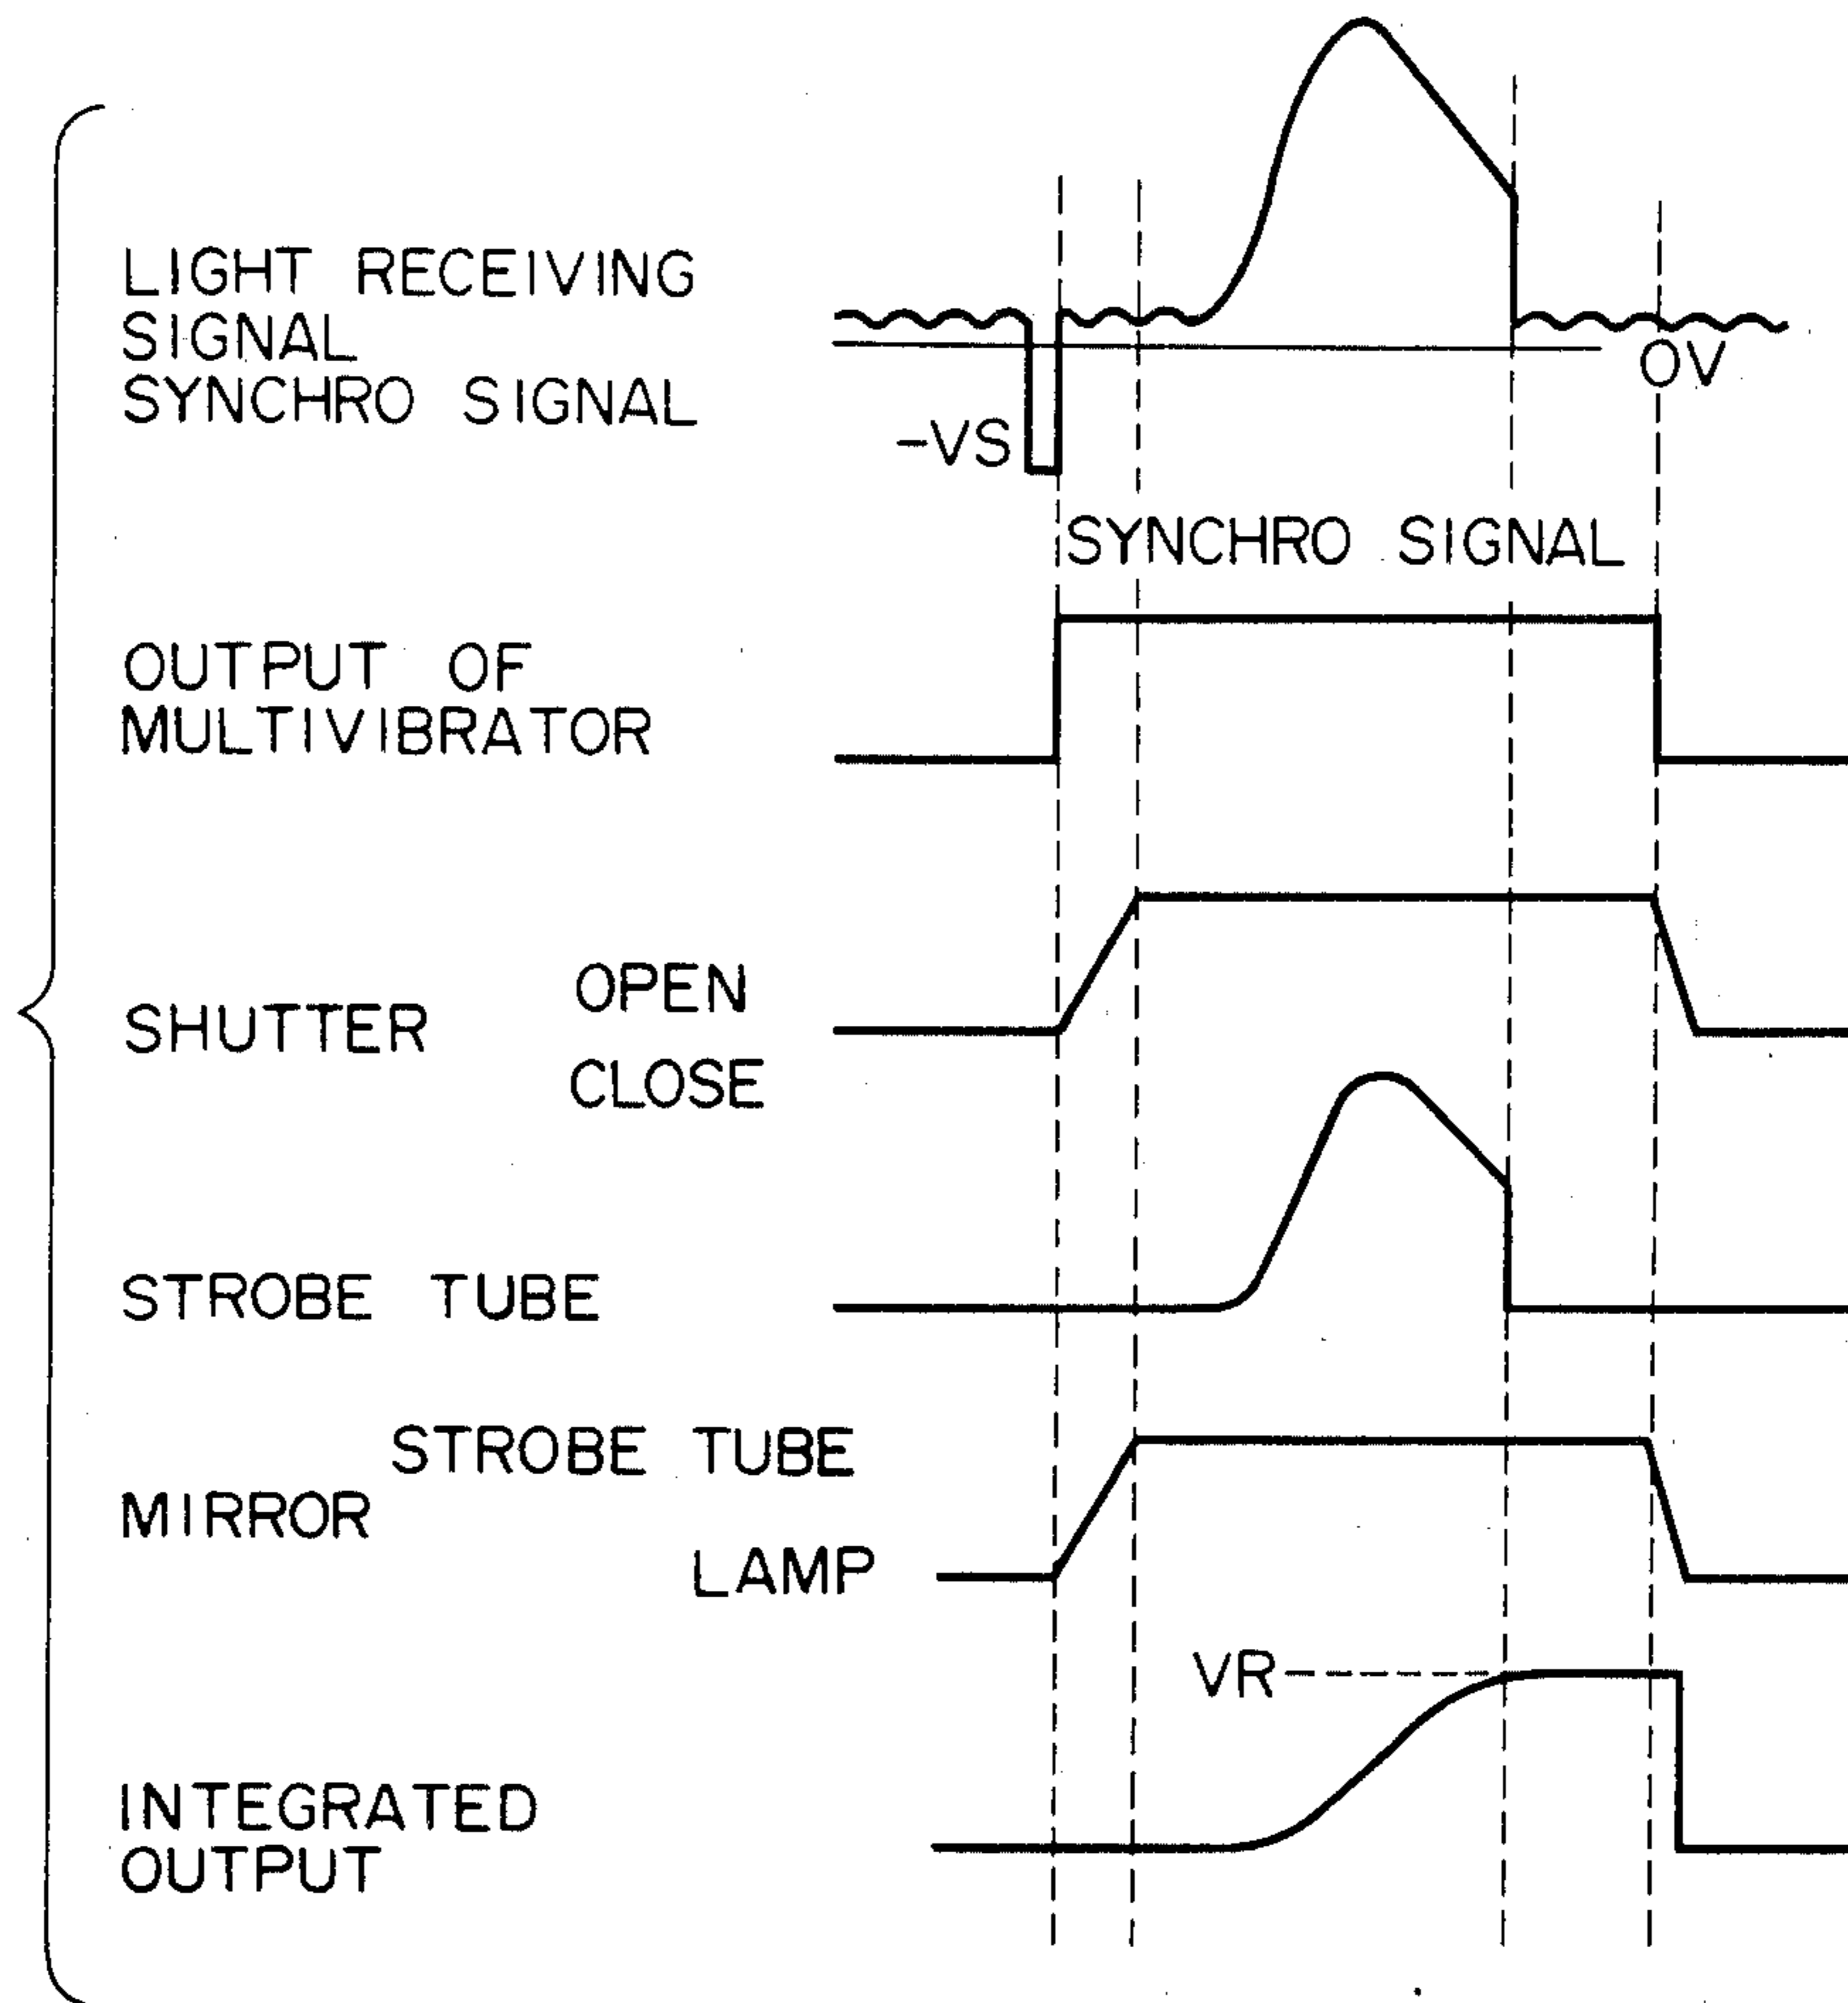 LIGHT RECEIVING
SIGNAL
SYNCHRO SIGNAL
-VS
OV
SYNCHRO SIGNAL
OUTPUT OF
MULTIVIBRATOR
SHUTTER
OPEN
CLOSE
STROBE TUBE
STROBE TUBE
MIRROR
LAMP
VR
INTEGRATED
OUTPUT